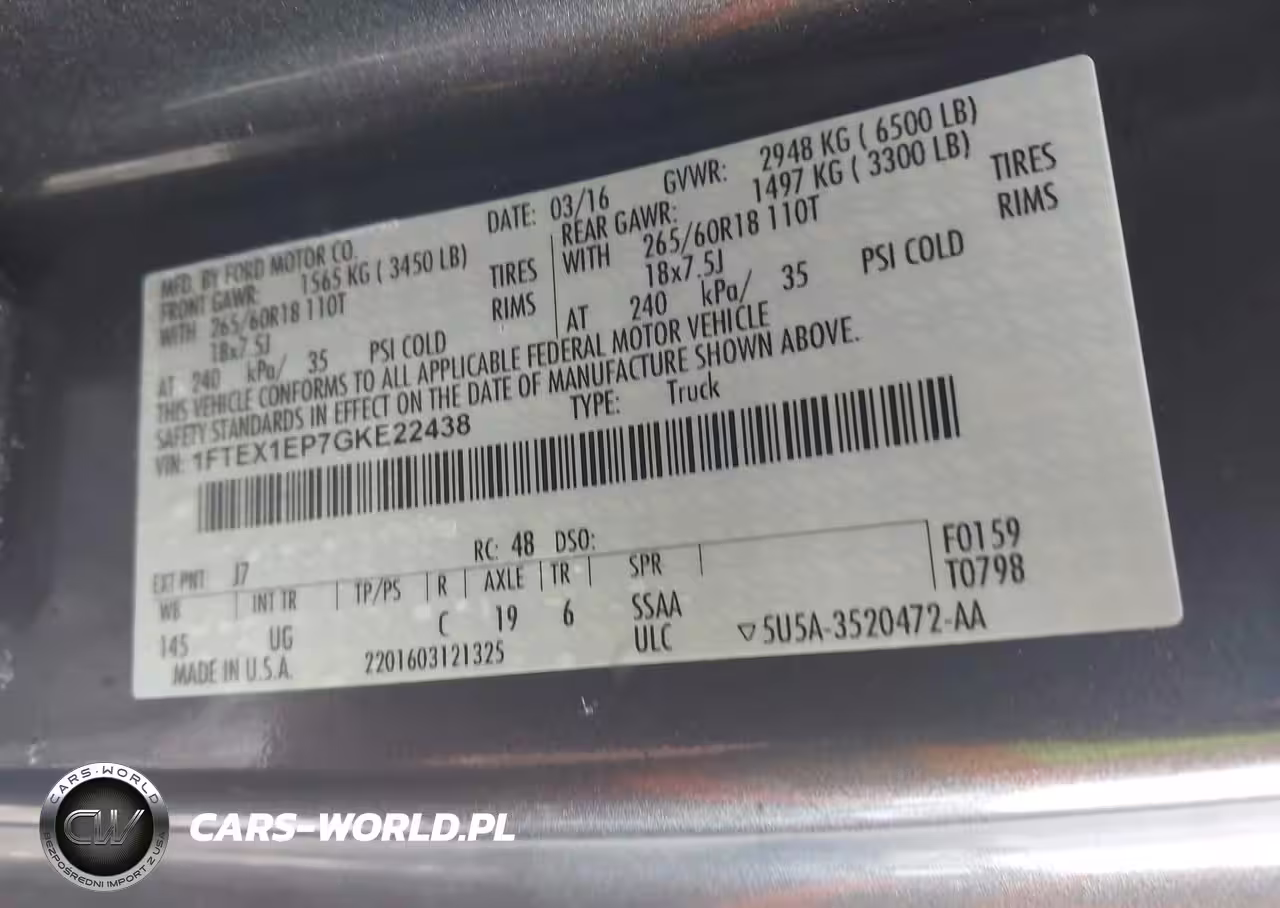 MFD. BY FORD MOTOR CO. DATE: 03/16 GVWR: 2948 KG ( 6500 LB)
FRONT GAWR: 1565 KG ( 3450 LB) REAR GAWR: 1497 KG ( 3300 LB)
WITH 265/60R18 110T TIRES WITH 265/60R18 110T TIRES
18x7.5J RIMS 18x7.5J RIMS
AT 240 kPa/ 35 PSI COLD AT 240 kPa/ 35 PSI COLD
THIS VEHICLE CONFORMS TO ALL APPLICABLE FEDERAL MOTOR VEHICLE
SAFETY STANDARDS IN EFFECT ON THE DATE OF MANUFACTURE SHOWN ABOVE.
VIN: 1FTEX1EP7GKE22438 TYPE: Truck
EXT PNT J7 RC: 48 DSO: F0159
WB INT TR TP/PS R AXLE TR SPR T0798
145 UG C 19 6 SSAA
MADE IN U.S.A. 2201603121325 ULC ▽5U5A-3520472-AA
CARS-WORLD
CW
BEZPOŚREDNI IMPORT Z USA
CARS-WORLD.PL